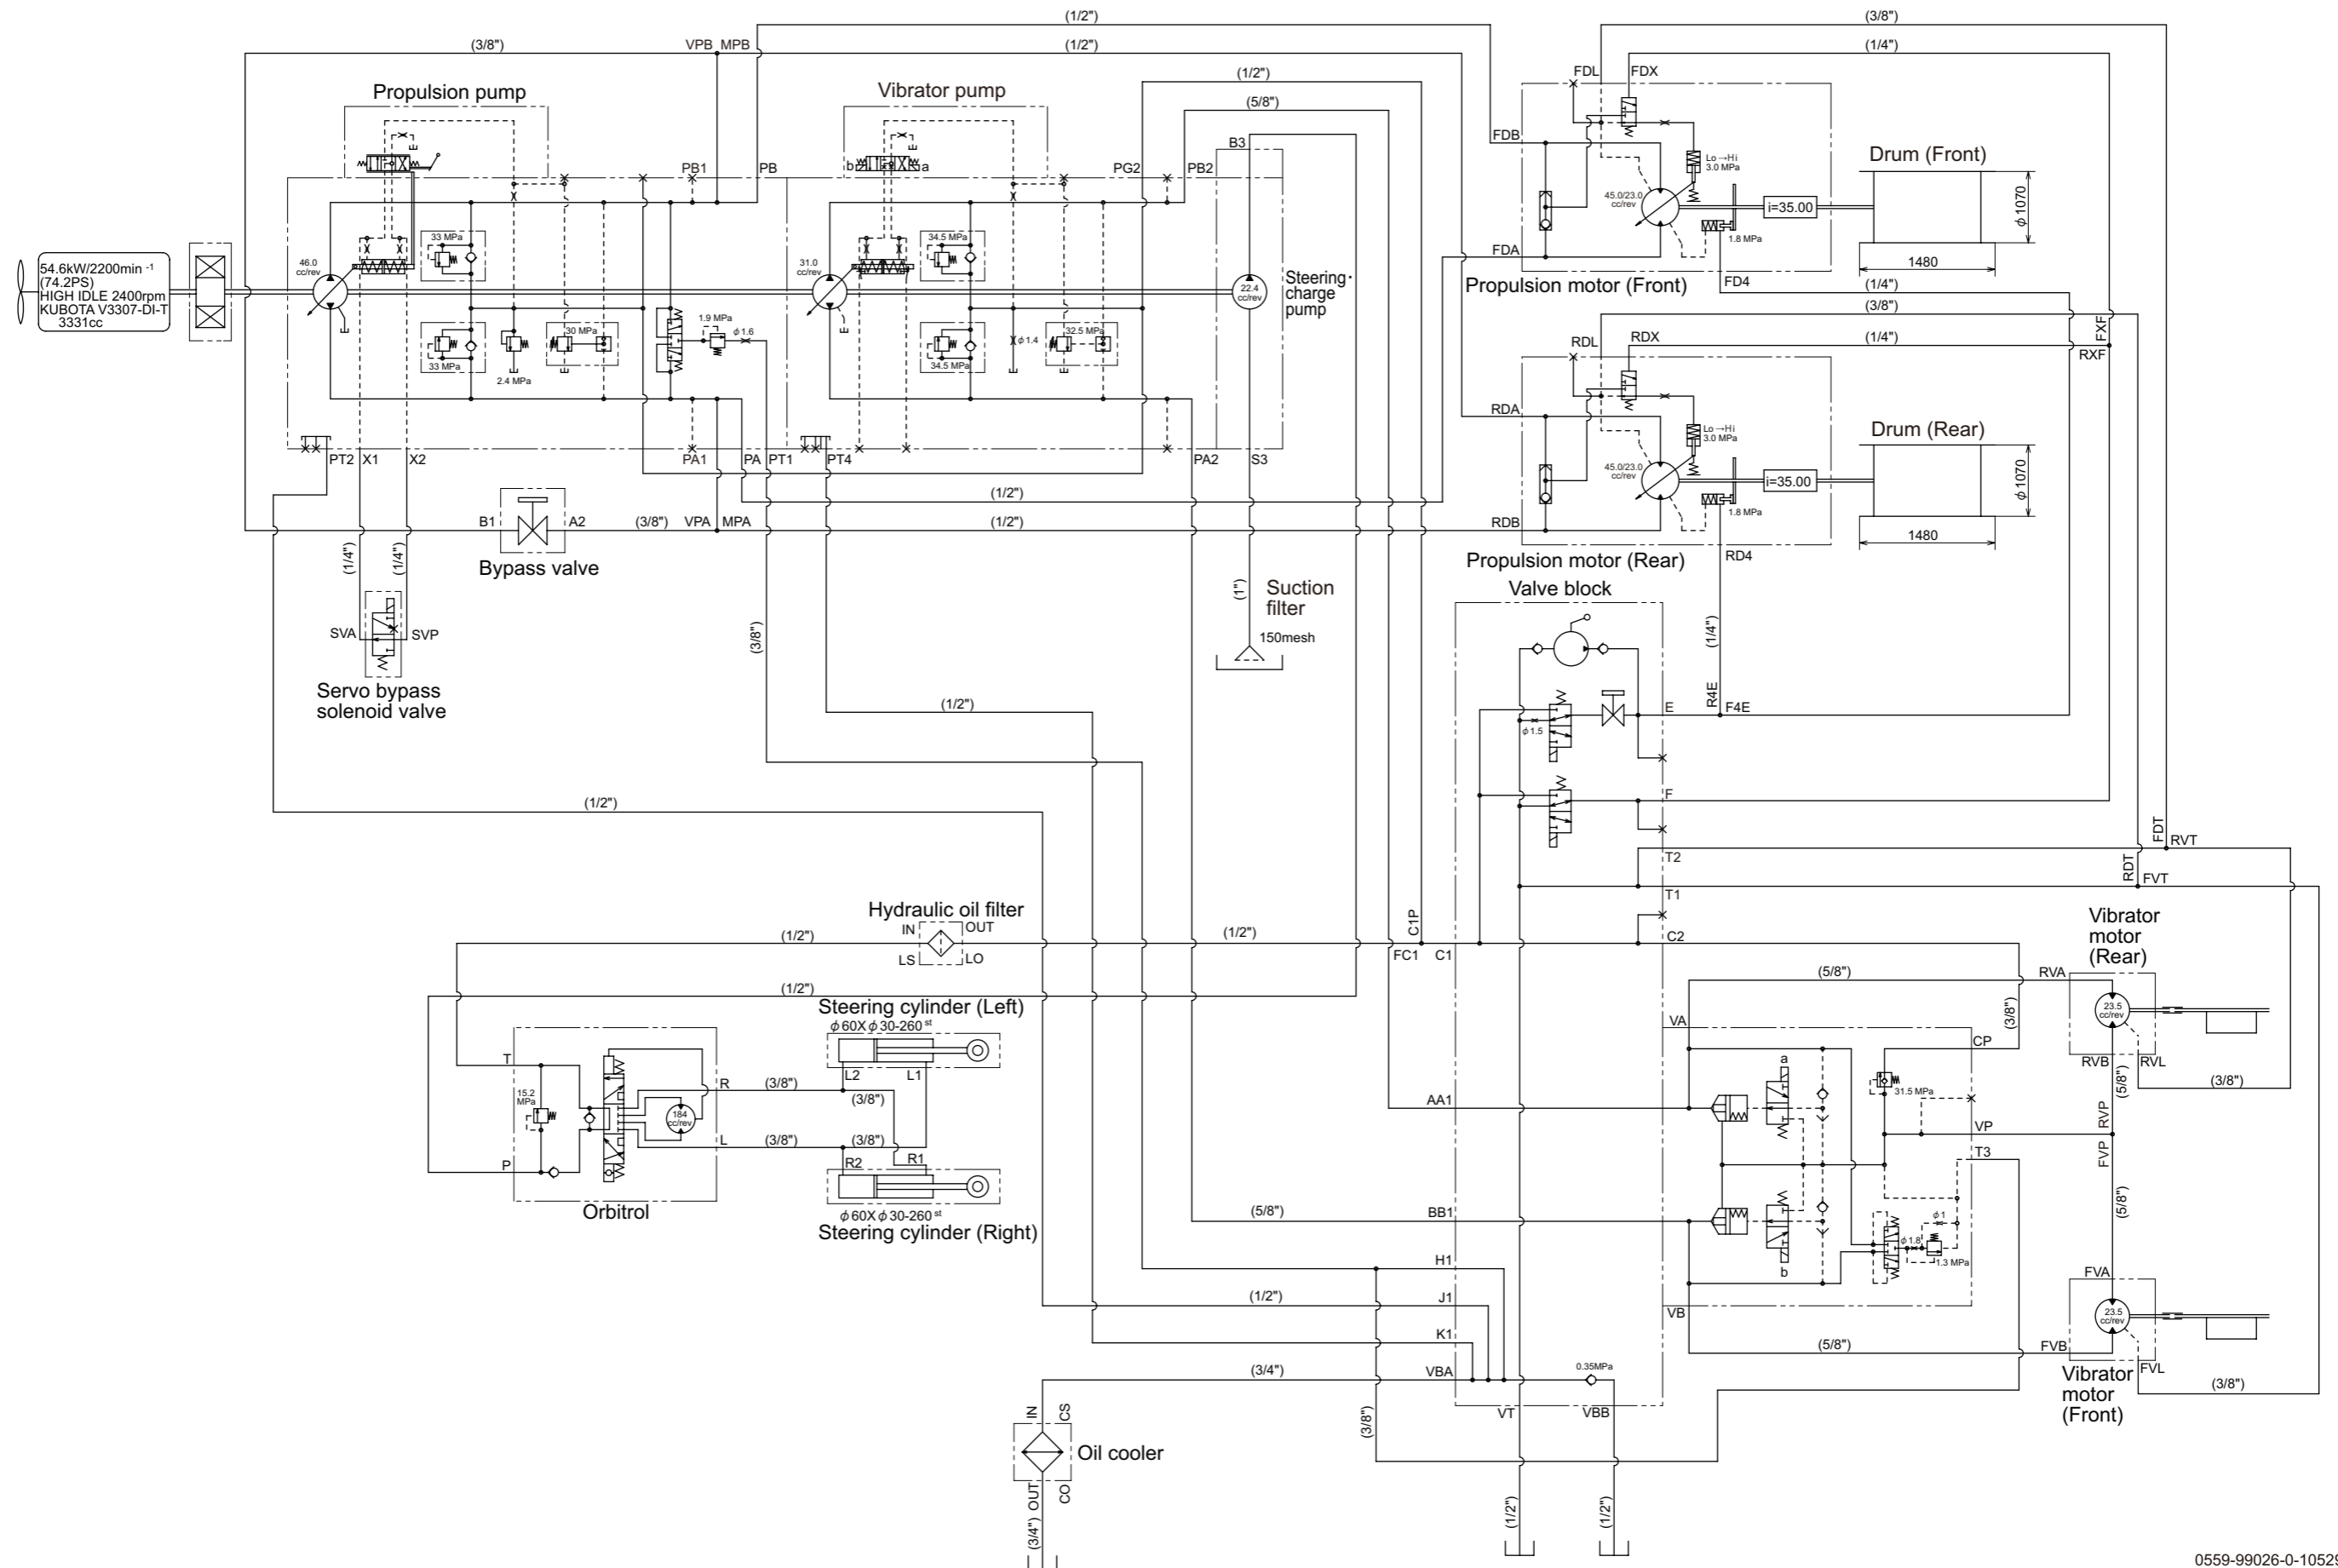 (1/2")
(3/8")
(3/8")
VPB MPB
(1/2")
(1/4")
(1/2")
FDL
FDX
Propulsion pump
Vibrator pump
(5/8")
FDB
B3
Drum (Front)
Lo→Hi
3.0 MPa
b
a
PB1
PB
PG2
PB2
45.0/23.0
cc/rev
i=35.00
φ1070
33 MPa
34.5 MPa
1.8 MPa
FDA
54.6kW/2200min -1
(74.2PS)
HIGH IDLE 2400rpm
KUBOTA V3307-DI-T
3331cc
46.0
cc/rev
31.0
cc/rev
22.4
cc/rev
Steering·
charge
pump
1480
Propulsion motor (Front)
FD4
(1/4")
(3/8")
1.9 MPa
φ1.6
30 MPa
φ1.4
32.5 MPa
33 MPa
2.4 MPa
34.5 MPa
RDL
RDX
(1/4")
FXF
RXF
RDA
Lo→Hi
3.0 MPa
Drum (Rear)
PT2
X1
X2
PA1
PA
PT1
PT4
PA2
S3
45.0/23.0
cc/rev
i=35.00
φ1070
(1/2")
1.8 MPa
B1
A2
(3/8")
VPA MPA
(1/2")
RDB
1480
(1/4")
(1/4")
Bypass valve
Propulsion motor (Rear)
RD4
Valve block
(1")
Suction
filter
150mesh
SVA
SVP
(3/8")
(1/4")
Servo bypass
solenoid valve
(1/2")
R4E
E
F4E
φ1.5
F
(1/2")
FDT
RVT
T2
RDT
FVT
T1
Hydraulic oil filter
IN
OUT
(1/2")
(1/2")
C1P
C2
LS
LO
FC1
C1
Vibrator
motor
(Rear)
(5/8")
RVA
(1/2")
Steering cylinder (Left)
φ60Xφ30-260st
VA
(3/8")
23.5
cc/rev
T
CP
a
RVB
RVL
L2
L1
R
(3/8")
(3/8")
15.2
MPa
184
cc/rev
31.5 MPa
(5/8")
(3/8")
AA1
RVP
L
(3/8")
(3/8")
VP
P
R2
R1
T3
FVP
Orbitrol
φ60Xφ30-260st
Steering cylinder (Right)
(5/8")
BB1
φ1
φ1.8
1.3 MPa
(5/8")
b
H1
FVA
(1/2")
J1
VB
23.5
cc/rev
K1
(5/8")
FVB
FVL
(3/4")
VBA
0.35MPa
Vibrator
motor
(Front)
(3/8")
IN
CS
(3/8")
VT
VBB
Oil cooler
OUT
CO
(3/4")
(1/2")
(1/2")
0559-99026-0-10529